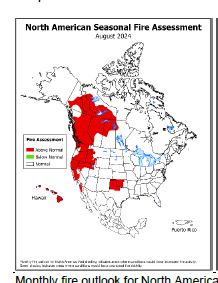 North American Seasonal Fire Assessment
August 2024
Fire Assessment
Above Normal
Below Normal
Normal
Hawaii
Puerto Rico
Monthly fire outlook for North America